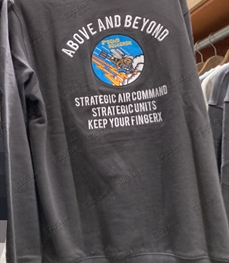 ABOVE AND BEYOND
STRATEGIC AIR COMMAND
STRATEGIC UNITS
KEEP YOUR FINGERX